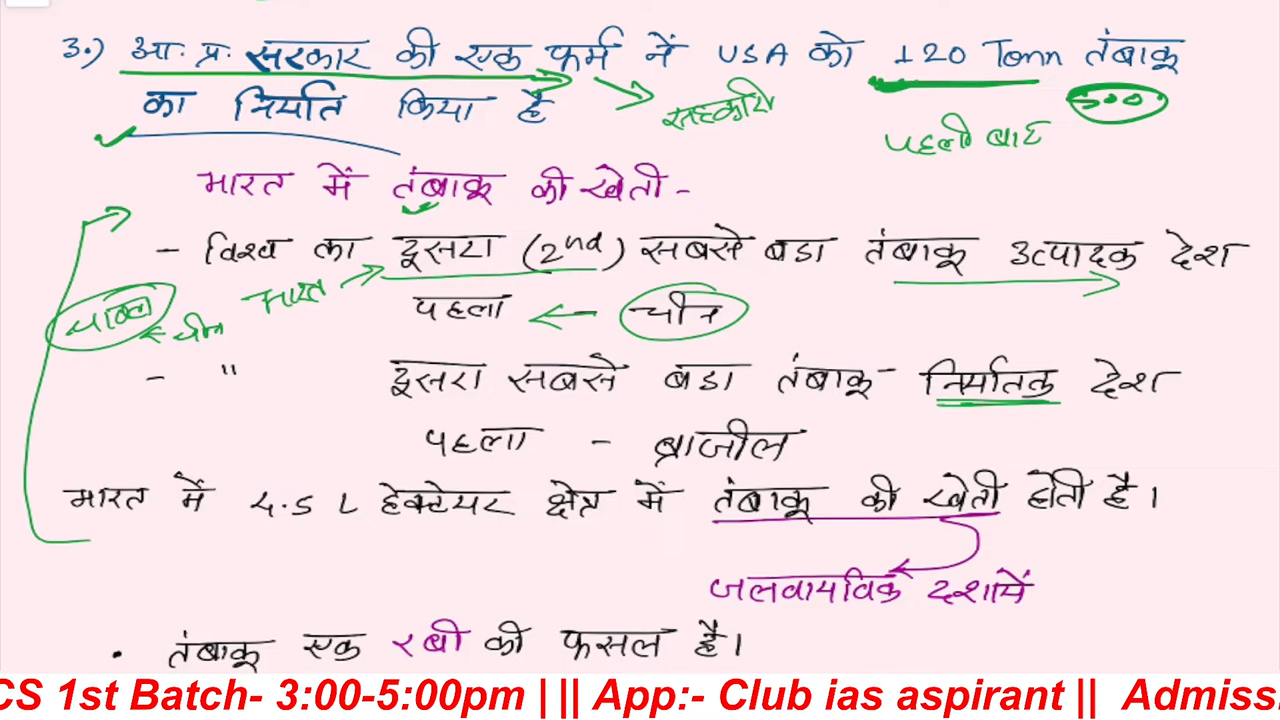 3.) आ. प्र. सरकार की एक फर्म ने USA को 120 Tonn तंबाकू
का निर्यात किया है → सहकारी
पहली बार
भारत में तंबाकू की खेती -
- विश्व का दूसरा (2nd) सबसे बडा तंबाकू उत्पादक देश
भारत →
पहला ← चीन
← चीन
- " दूसरा सबसे बडा तंबाकू निर्यातक देश
पहला - ब्राजील
भारत में 4.5 L हेक्टेयर क्षेत्र में तंबाकू की खेती होती है।
जलवायविक दशायें
• तंबाकू एक रबी की फसल है।
CS 1st Batch- 3:00-5:00pm | || App:- Club ias aspirant || Admiss